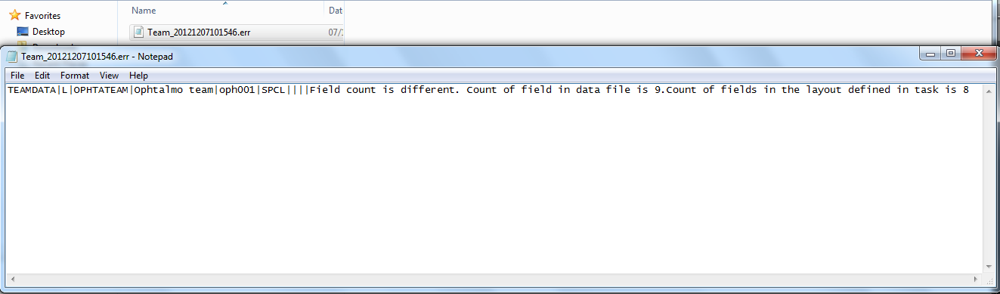 Favorites
Name
Dat
Desktop
Team_20121207101546.err
07/1
Team_20121207101546.err - Notepad
File Edit Format View Help
TEAMDATA|L|OPHTATEAM|Ophtalmo team|oph001|SPCL||||Field count is different. Count of field in data file is 9.Count of fields in the layout defined in task is 8